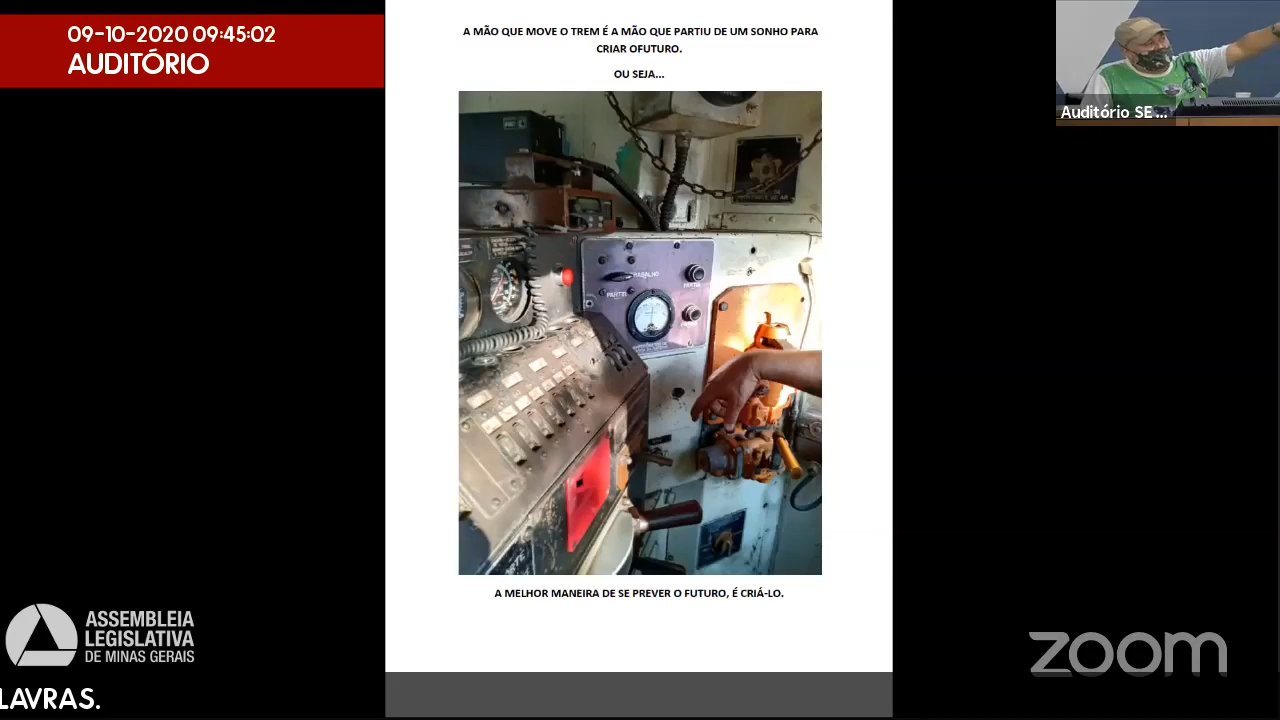 09-10-2020 09:45:02
AUDITÓRIO
A MÃO QUE MOVE O TREM É A MÃO QUE PARTIU DE UM SONHO PARA
CRIAR OFUTURO.
OU SEJA...
TRABALHO
PARTIR
A MELHOR MANEIRA DE SE PREVER O FUTURO, É CRIÁ-LO.
Auditório SE...
ASSEMBLEIA
LEGISLATIVA
DE MINAS GERAIS
LAVRAS.
zoom